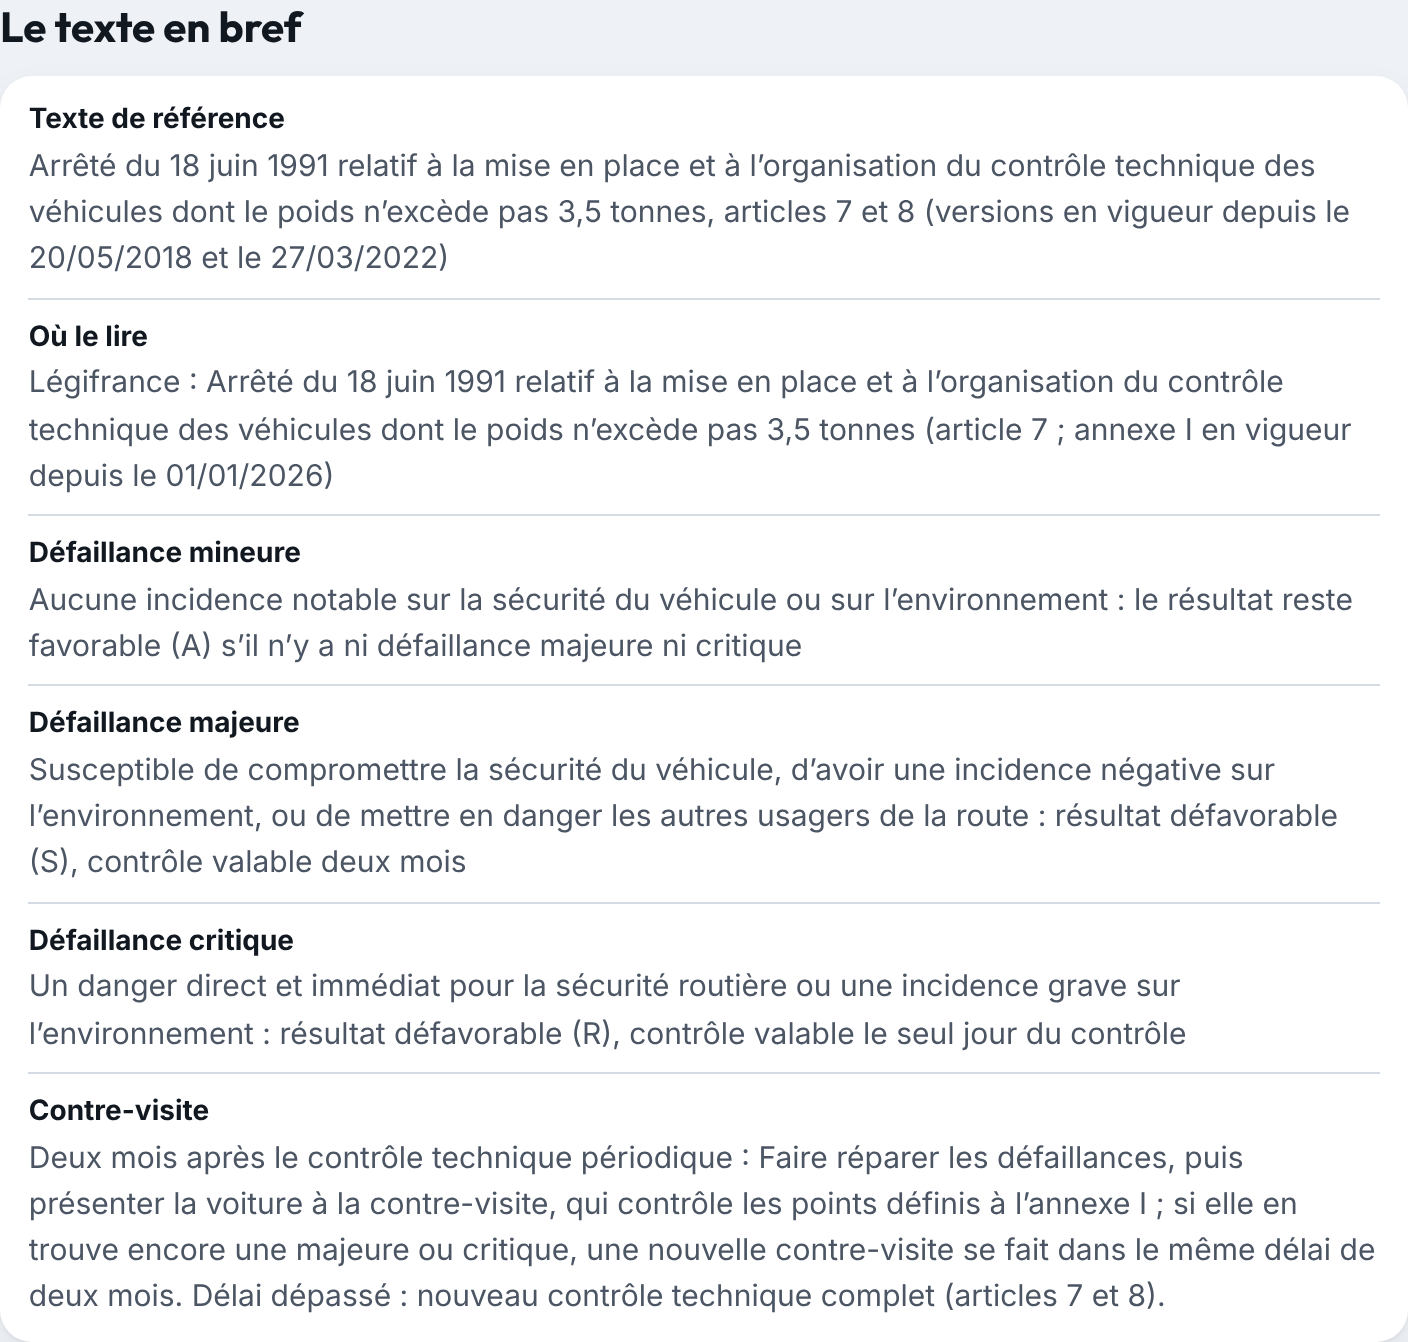 Le texte en bref
Texte de référence
Arrêté du 18 juin 1991 relatif à la mise en place et à l’organisation du contrôle technique des
véhicules dont le poids n’excède pas 3,5 tonnes, articles 7 et 8 (versions en vigueur depuis le
20/05/2018 et le 27/03/2022)
Où le lire
Légifrance : Arrêté du 18 juin 1991 relatif à la mise en place et à l’organisation du contrôle
technique des véhicules dont le poids n’excède pas 3,5 tonnes (article 7 ; annexe I en vigueur
depuis le 01/01/2026)
Défaillance mineure
Aucune incidence notable sur la sécurité du véhicule ou sur l’environnement : le résultat reste
favorable (A) s’il n’y a ni défaillance majeure ni critique
Défaillance majeure
Susceptible de compromettre la sécurité du véhicule, d’avoir une incidence négative sur
l’environnement, ou de mettre en danger les autres usagers de la route : résultat défavorable
(S), contrôle valable deux mois
Défaillance critique
Un danger direct et immédiat pour la sécurité routière ou une incidence grave sur
l’environnement : résultat défavorable (R), contrôle valable le seul jour du contrôle
Contre-visite
Deux mois après le contrôle technique périodique : Faire réparer les défaillances, puis
présenter la voiture à la contre-visite, qui contrôle les points définis à l’annexe I ; si elle en
trouve encore une majeure ou critique, une nouvelle contre-visite se fait dans le même délai de
deux mois. Délai dépassé : nouveau contrôle technique complet (articles 7 et 8).